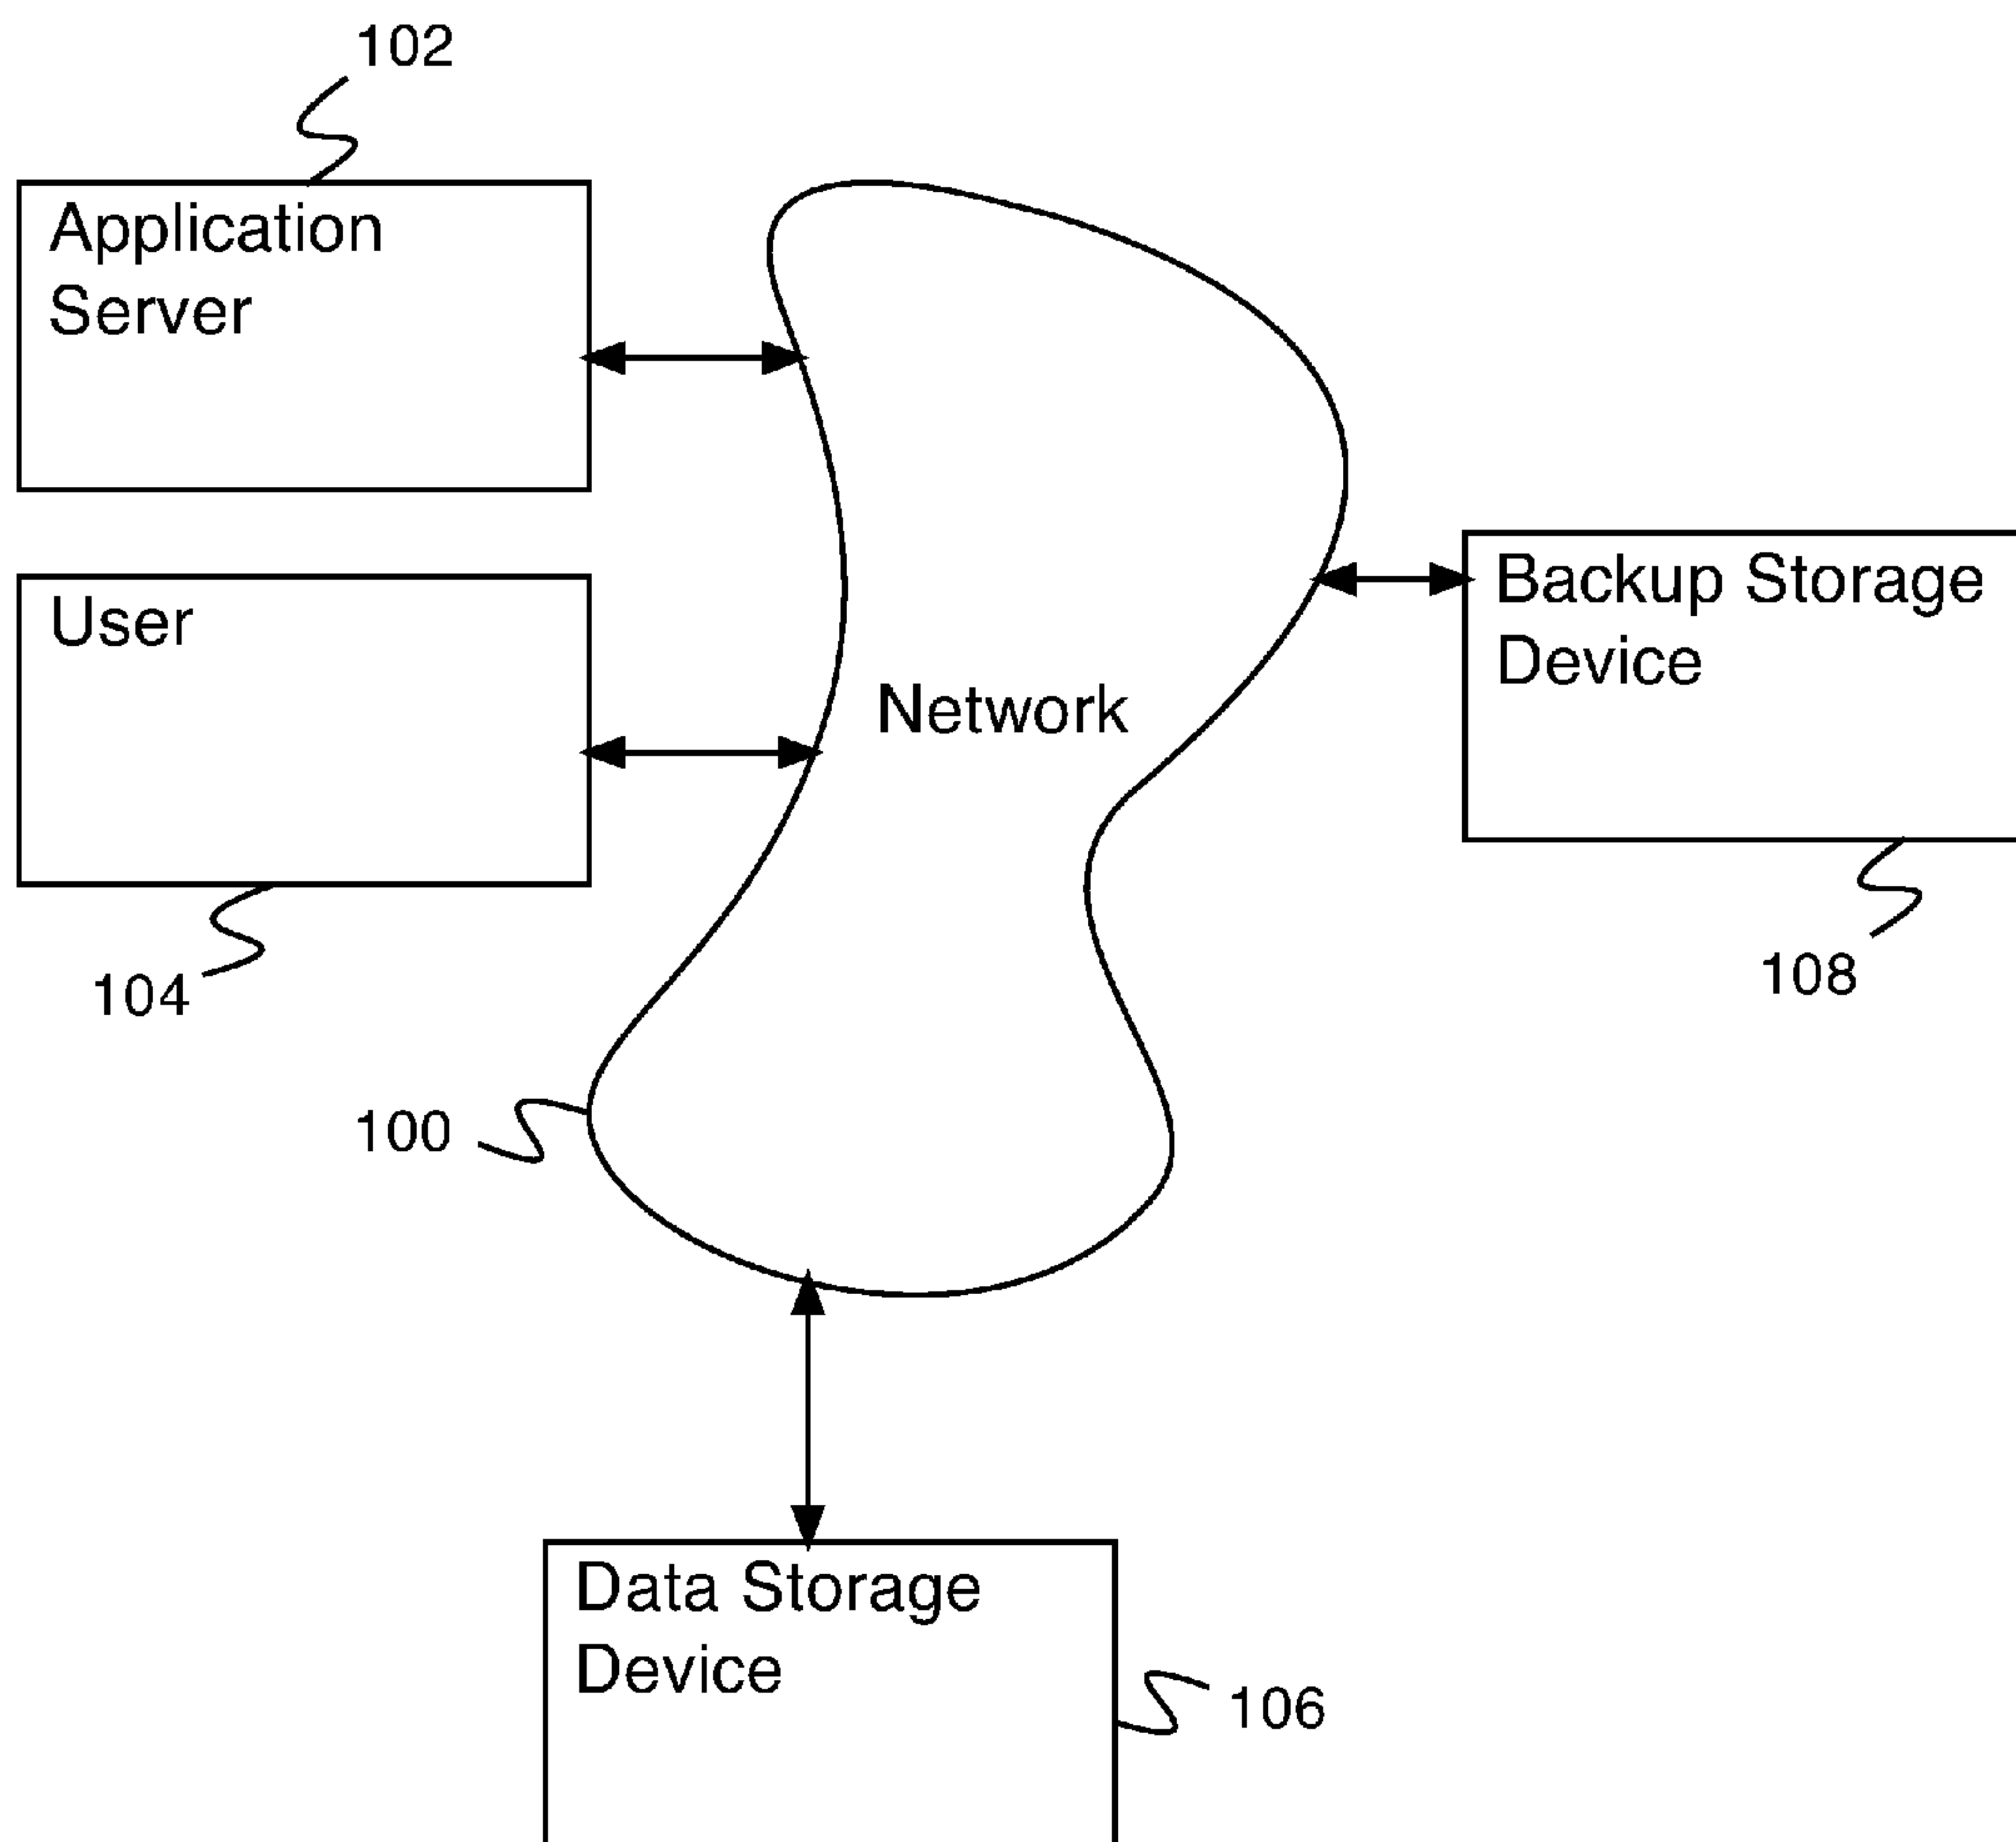 102
Application
Server
User
Backup Storage
Device
Network
104
108
100
Data Storage
Device
106